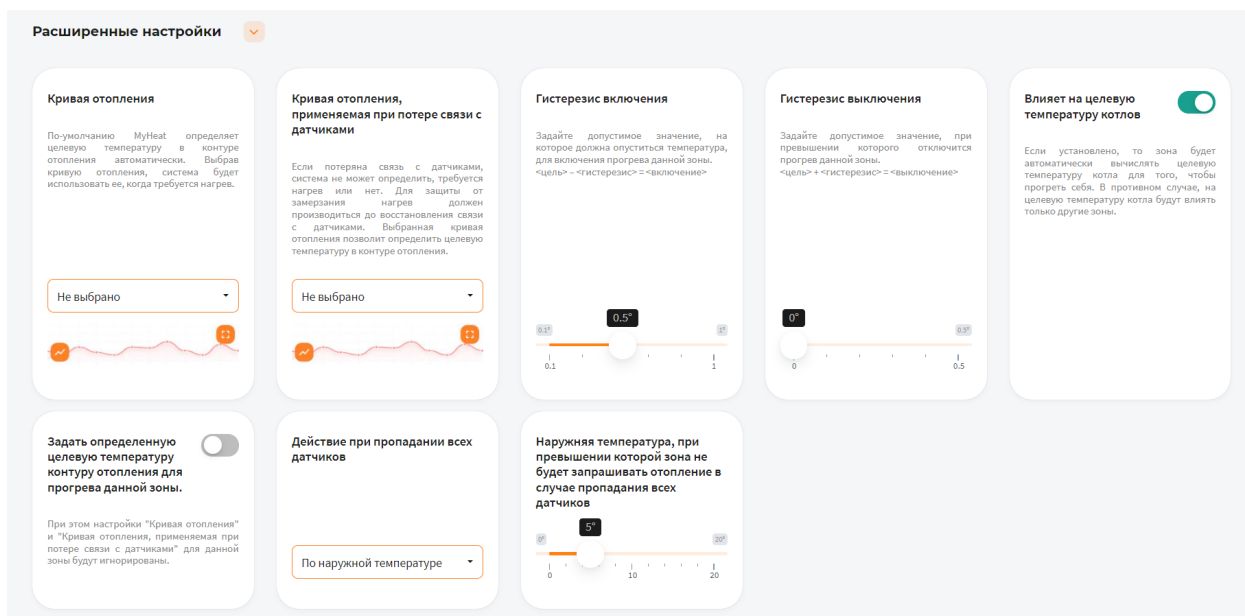 Расширенные настройки
Кривая отопления
По-умолчанию MyHeat определяет
целевую температуру в контуре
отопления автоматически. Выбрав
кривую отопления, система будет
использовать ее, когда требуется нагрев.
Не выбрано
Кривая отопления,
применяемая при потере связи с
датчиками
Если потеряна связь с датчиками,
система не может определить, требуется
нагрев или нет. Для защиты от
замерзания нагрев должен
производиться до восстановления связи
с датчиками. Выбранная кривая
отопления позволит определить целевую
температуру в контуре отопления.
Не выбрано
Гистерезис включения
Задайте допустимое значение, на
которое должна опуститься температура,
для включения прогрева данной зоны.
<цель> – <гистерезис> = <включение>
0.5°
0.1° 1°
0.1 1
Гистерезис выключения
Задайте допустимое значение, при
превышении которого отключится
прогрев данной зоны.
<цель> + <гистерезис> = <выключение>
0°
0.5°
0 0.5
Влияет на целевую
температуру котлов
Если установлено, то зона будет
автоматически вычислять целевую
температуру котла для того, чтобы
прогреть себя. В противном случае, на
целевую температуру котла будут влиять
только другие зоны.
Задать определенную
целевую температуру
контуру отопления для
прогрева данной зоны.
При этом настройки "Кривая отопления"
и "Кривая отопления, применяемая при
потере связи с датчиками" для данной
зоны будут игнорированы.
Действие при пропадании всех
датчиков
По наружной температуре
Наружная температура, при
превышении которой зона не
будет запрашивать отопление в
случае пропадания всех
датчиков
5°
0° 20°
0 10 20